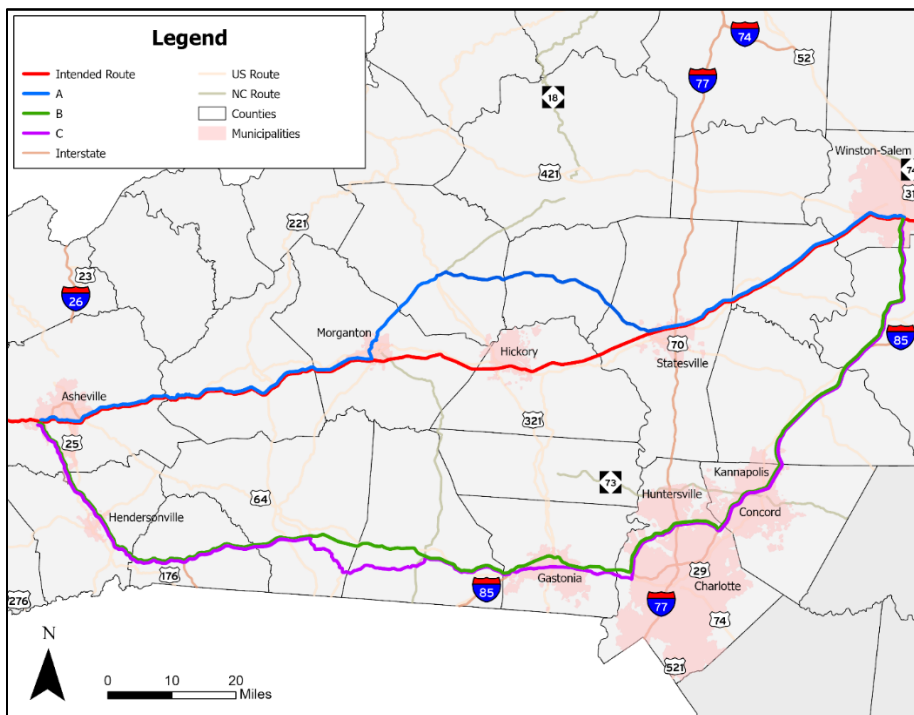 Legend
Intended Route
A
B
C
Interstate
US Route
NC Route
Counties
Municipalities
74
52
77
18
Winston-Salem
74
31
421
221
23
26
Morganton
Hickory
70
Statesville
85
Asheville
25
321
Kannapolis
73
Huntersville
64
Concord
Hendersonville
176
29
85
Gastonia
Charlotte
276
77
74
N
521
0 10 20
Miles